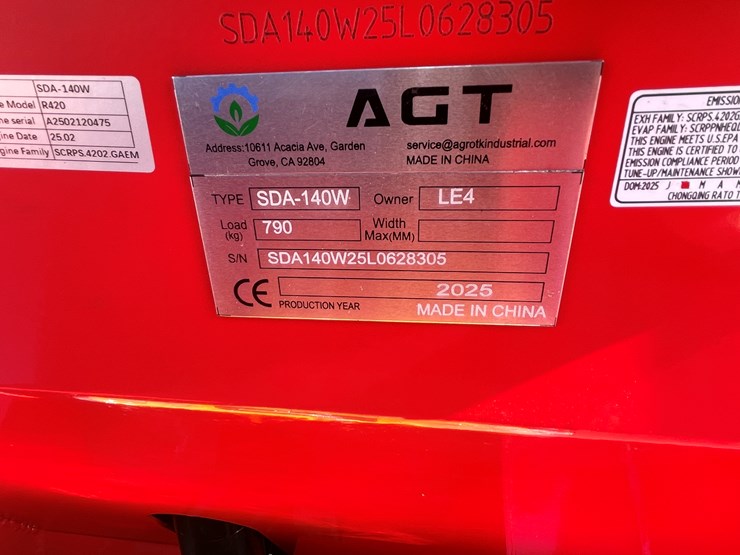 SDA140W25L0628305
AGT
Address:10611 Acacia Ave, Garden
Grove, CA 92804
service@agrotkindustrial.com
MADE IN CHINA
TYPE SDA-140W Owner LE4
Load (kg) 790 Width Max(MM)
S/N SDA140W25L0628305
CE PRODUCTION YEAR 2025
MADE IN CHINA
SDA-140W
Model R420
serial A2502120475
ine Date 25.02
gine Family SCRPS.4202.GAEM
EMISSIO
EXH FAMILY: SCRPS.4202G
EVAP FAMILY: SCRPPNHEQL
THIS ENGINE MEETS U.S.EPA
THIS ENGINE IS CERTIFIED TO
EMISSION COMPLIANCE PERIOD
TUNE-UP/MAINTENANCE SHOW
DOM:2025 J M A M
CHONGQING RATO T